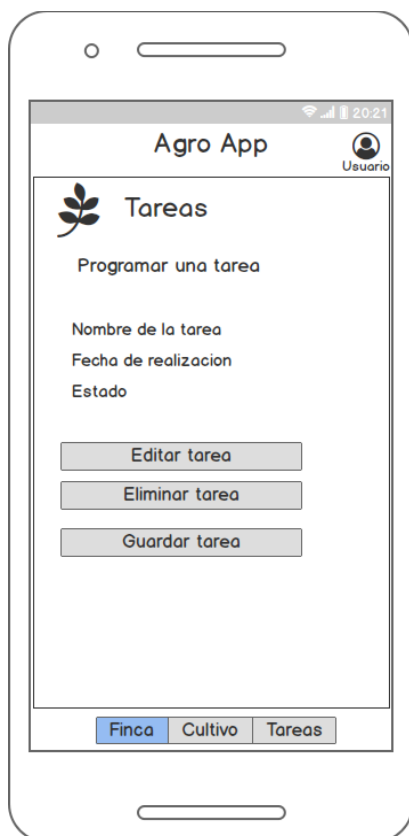 20:21
Agro App
Usuario
Tareas
Programar una tarea
Nombre de la tarea
Fecha de realizacion
Estado
Editar tarea
Eliminar tarea
Guardar tarea
Finca Cultivo Tareas